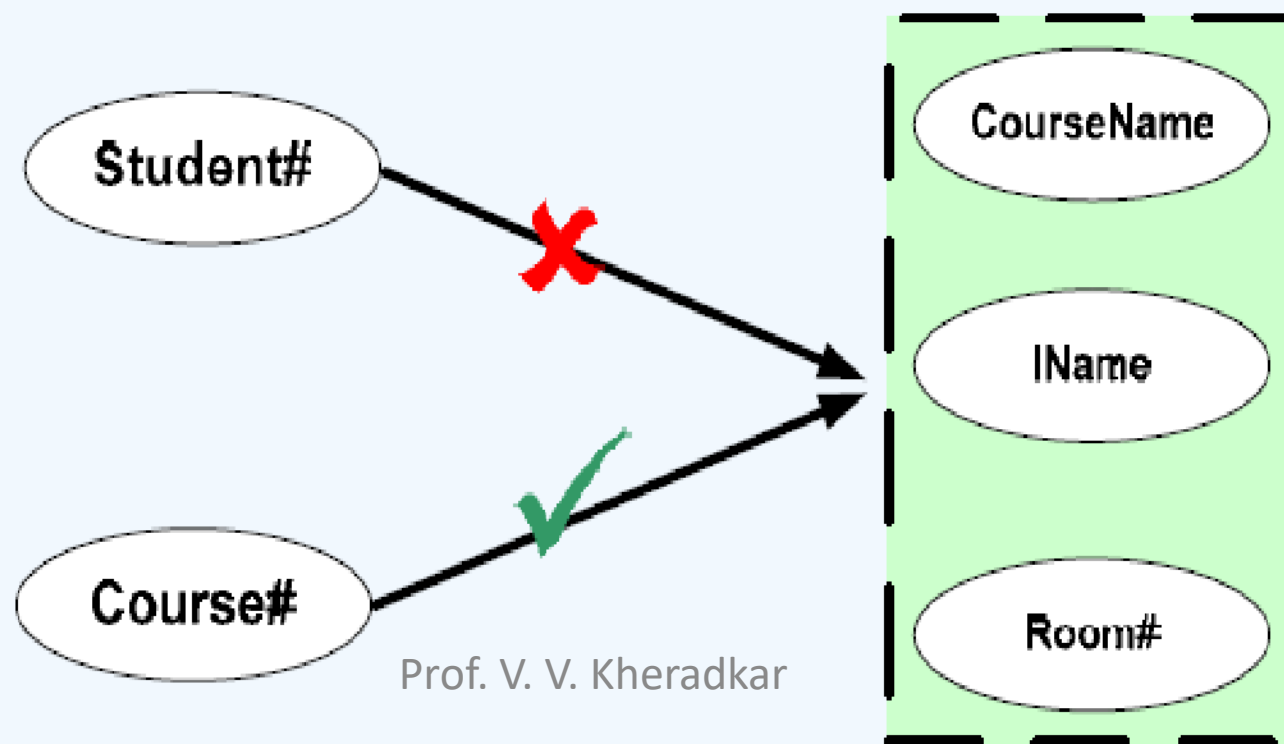 Student#
Course#
CourseName
IName
Room#
Prof. V. V. Kheradkar